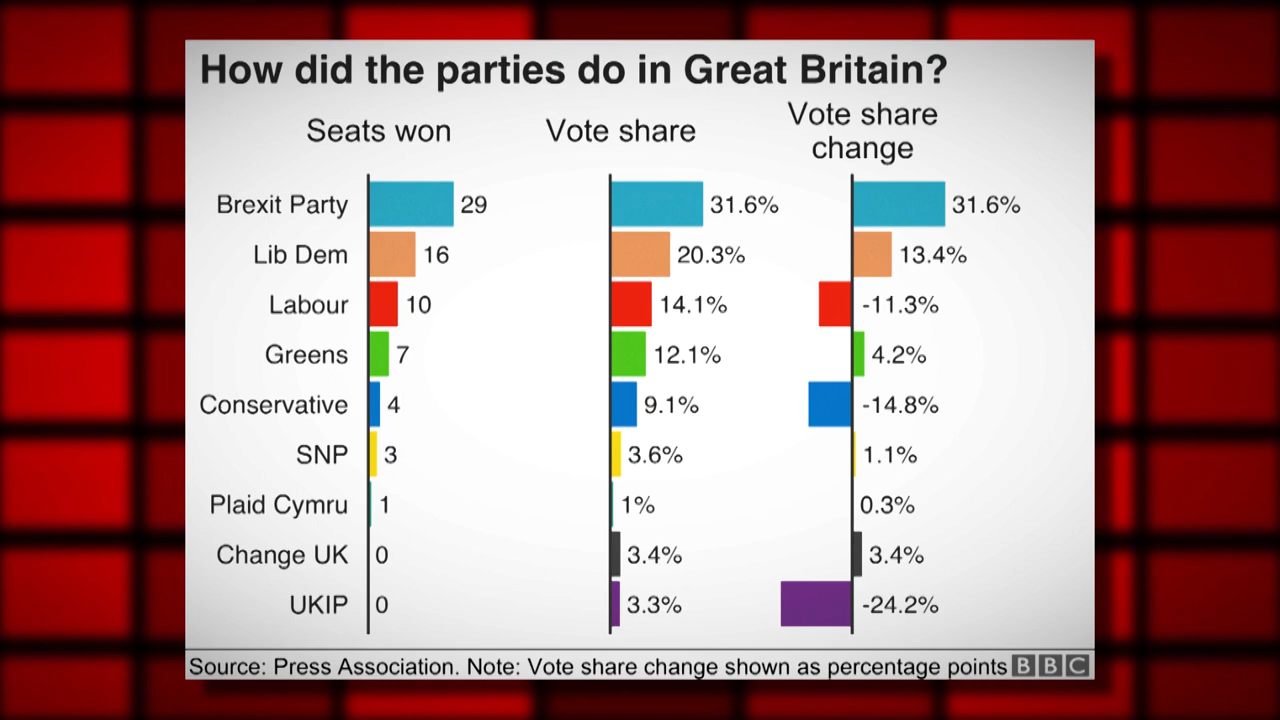 How did the parties do in Great Britain?
Seats won Vote share Vote share change
Brexit Party 29 31.6% 31.6%
Lib Dem 16 20.3% 13.4%
Labour 10 14.1% -11.3%
Greens 7 12.1% 4.2%
Conservative 4 9.1% -14.8%
SNP 3 3.6% 1.1%
Plaid Cymru 1 1% 0.3%
Change UK 0 3.4% 3.4%
UKIP 0 3.3% -24.2%
Source: Press Association. Note: Vote share change shown as percentage points BBC